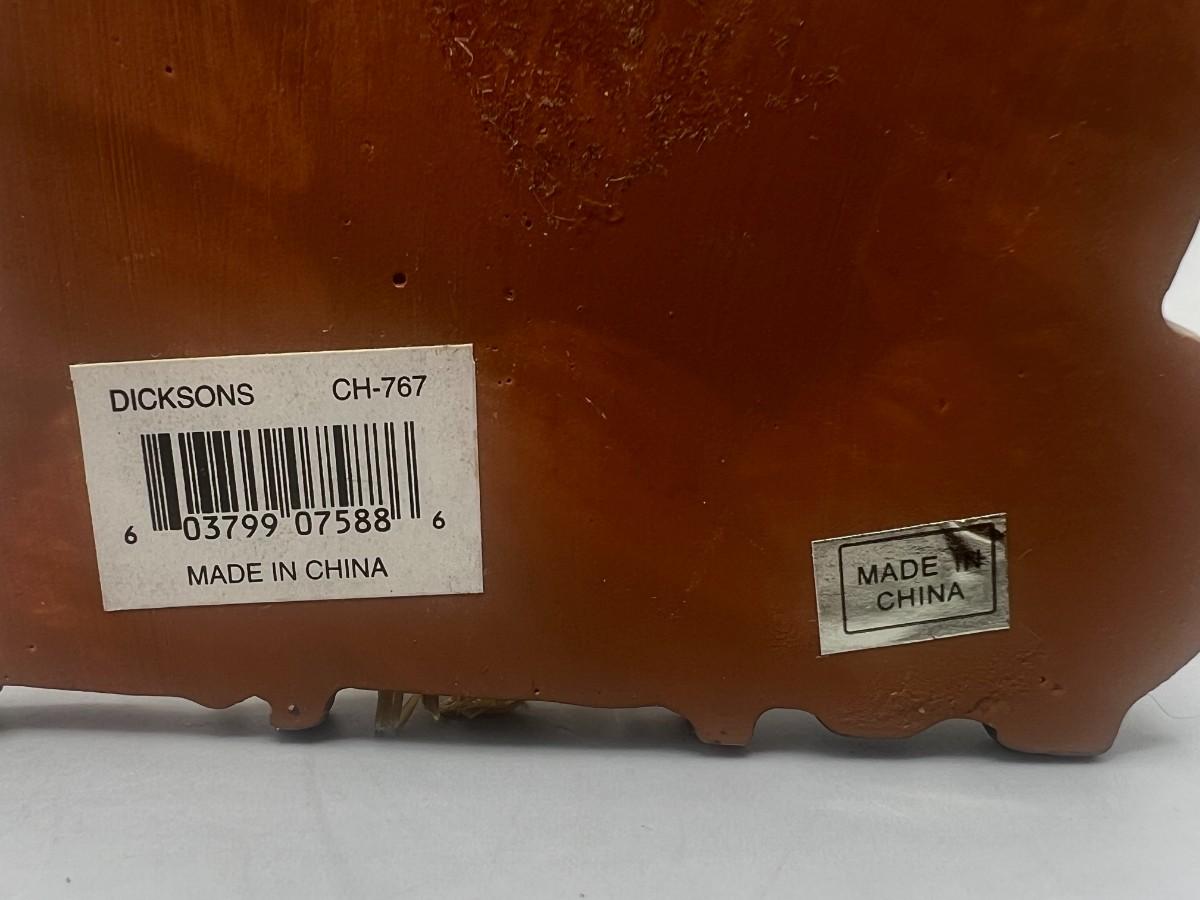 DICKSONS CH-767
6 03799 07588 6
MADE IN CHINA
MADE IN
CHINA